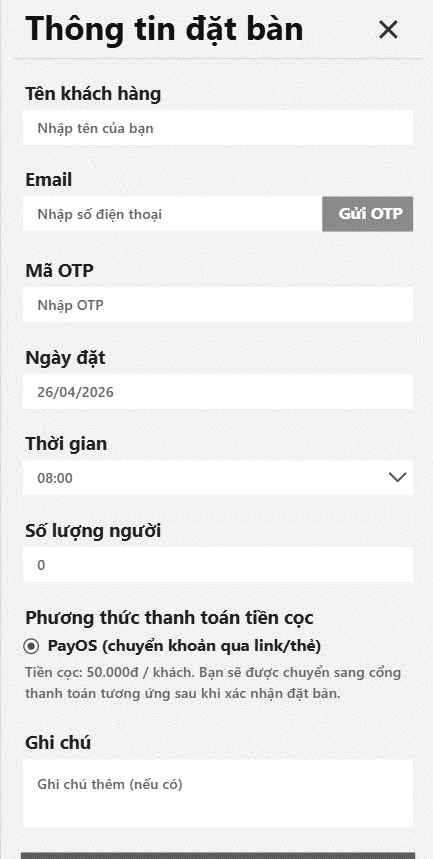 Thông tin đặt bàn
Tên khách hàng
Nhập tên của bạn
Email
Nhập số điện thoại
Gửi OTP
Mã OTP
Nhập OTP
Ngày đặt
26/04/2026
Thời gian
08:00
Số lượng người
0
Phương thức thanh toán tiền cọc
PayOS (chuyển khoản qua link/thẻ)
Tiền cọc: 50.000đ / khách. Bạn sẽ được chuyển sang cổng
thanh toán tương ứng sau khi xác nhận đặt bàn.
Ghi chú
Ghi chú thêm (nếu có)